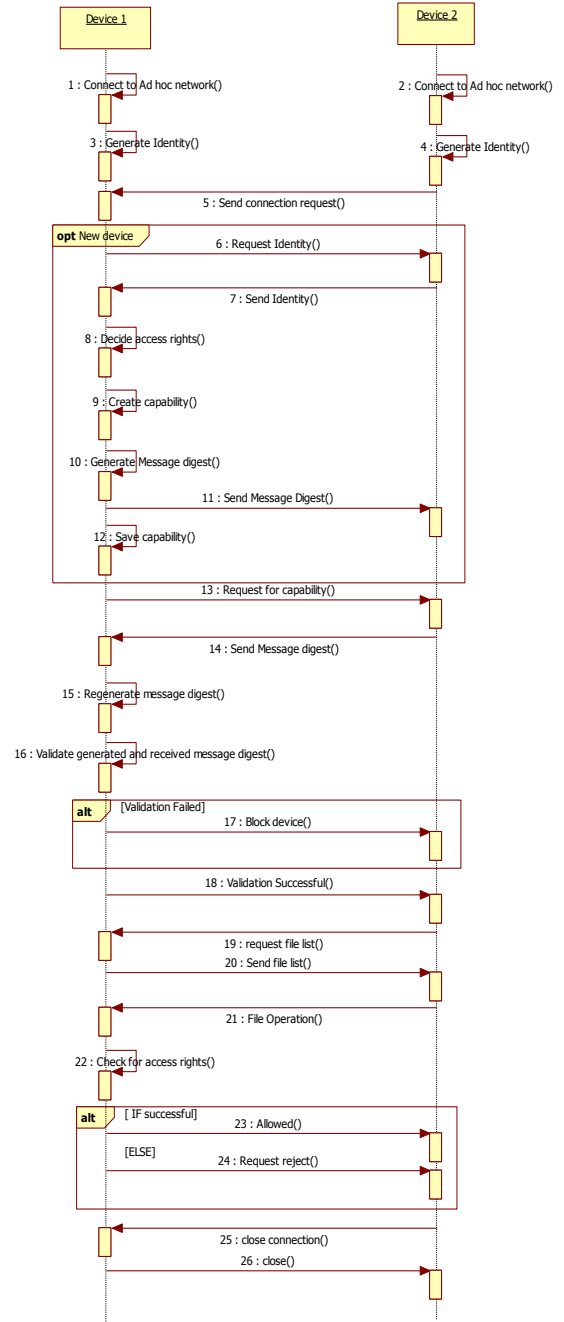 Device 1
Device 2
1 : Connect to Ad hoc network()
2 : Connect to Ad hoc network()
3 : Generate Identity()
4 : Generate Identity()
5 : Send connection request()
opt New device
6 : Request Identity()
7 : Send Identity()
8 : Decide access rights()
9 : Create capability()
10 : Generate Message digest()
11 : Send Message Digest()
12 : Save capability()
13 : Request for capability()
14 : Send Message digest()
15 : Regenerate message digest()
16 : Validate generated and received message digest()
alt [Validation Failed]
17 : Block device()
18 : Validation Successful()
19 : request file list()
20 : Send file list()
21 : File Operation()
22 : Check for access rights()
alt [ IF successful]
23 : Allowed()
[ELSE]
24 : Request reject()
25 : close connection()
26 : close()